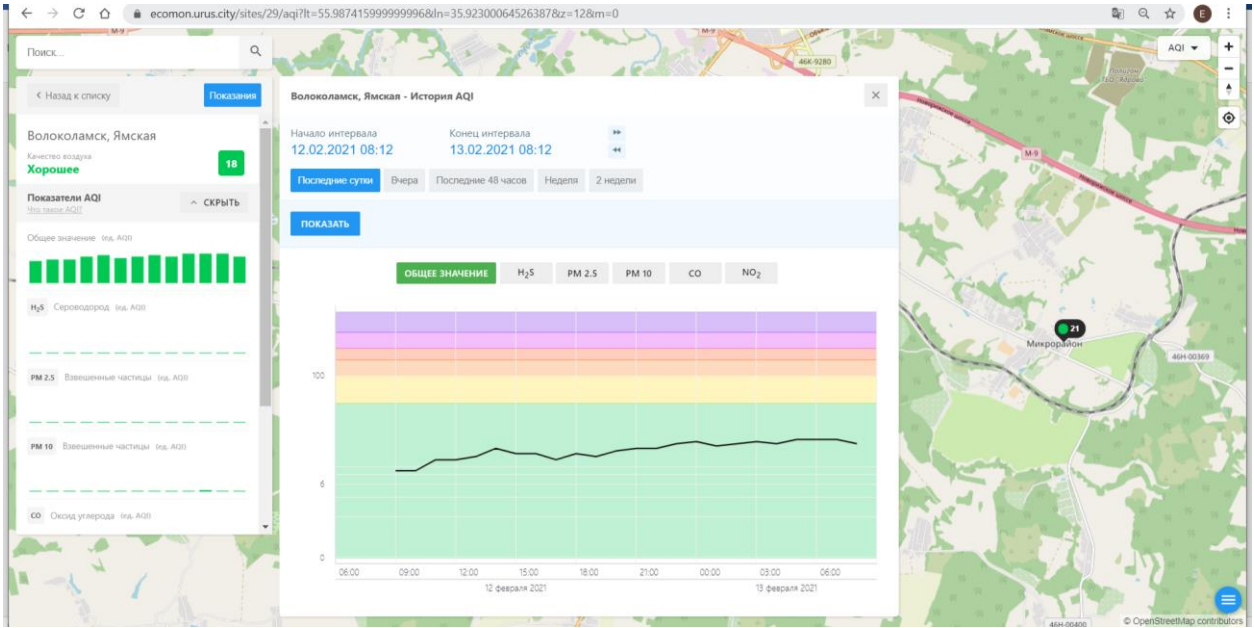 ecomon.urus.city/sites/29/aqi?lt=55.987415999999996&ln=35.92300064526387&z=12&m=0
E
M-9
M-9
46К-9280
Поиск...
AQI
+
−
Назад к списку
Показания
Волоколамск, Ямская - История AQI
×
Волоколамск, Ямская
Качество воздуха
Хорошее
18
Начало интервала
Конец интервала
12.02.2021 08:12
13.02.2021 08:12
Последние сутки
Вчера
Последние 48 часов
Неделя
2 недели
Показатели AQI
Что такое AQI?
СКРЫТЬ
ПОКАЗАТЬ
Общее значение (ед. AQI)
ОБЩЕЕ ЗНАЧЕНИЕ
H₂S
PM 2.5
PM 10
CO
NO₂
H₂S Сероводород (ед. AQI)
PM 2.5 Взвешенные частицы (ед. AQI)
PM 10 Взвешенные частицы (ед. AQI)
CO Оксид углерода (ед. AQI)
100
6
0
06:00
09:00
12:00
15:00
18:00
21:00
00:00
03:00
06:00
12 февраля 2021
13 февраля 2021
Новорижское шоссе
M-9
Новорижское шоссе
21
Микрорайон
46Н-00369
46Н-00400
© OpenStreetMap contributors